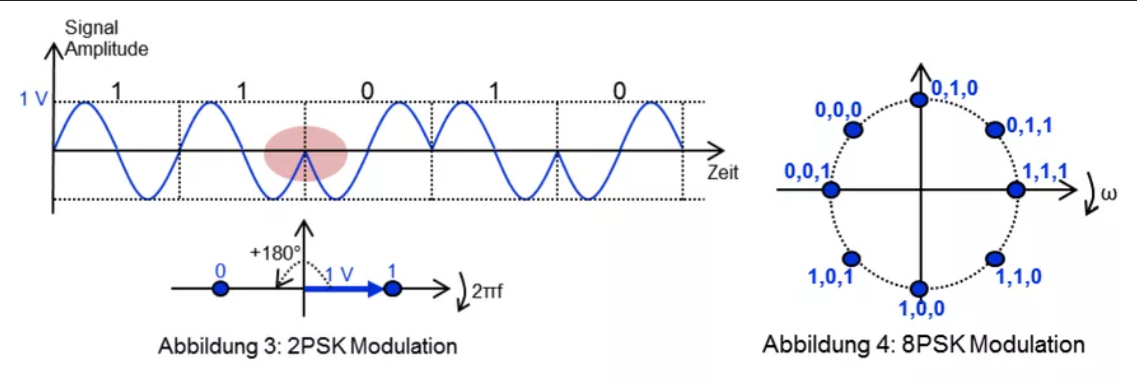 Signal
Amplitude
1 V
1 1 0 1 0
Zeit
+180°
0
1 V
1
2πf
Abbildung 3: 2PSK Modulation
0,1,0
0,0,0
0,1,1
0,0,1
1,1,1
ω
1,0,1
1,1,0
1,0,0
Abbildung 4: 8PSK Modulation